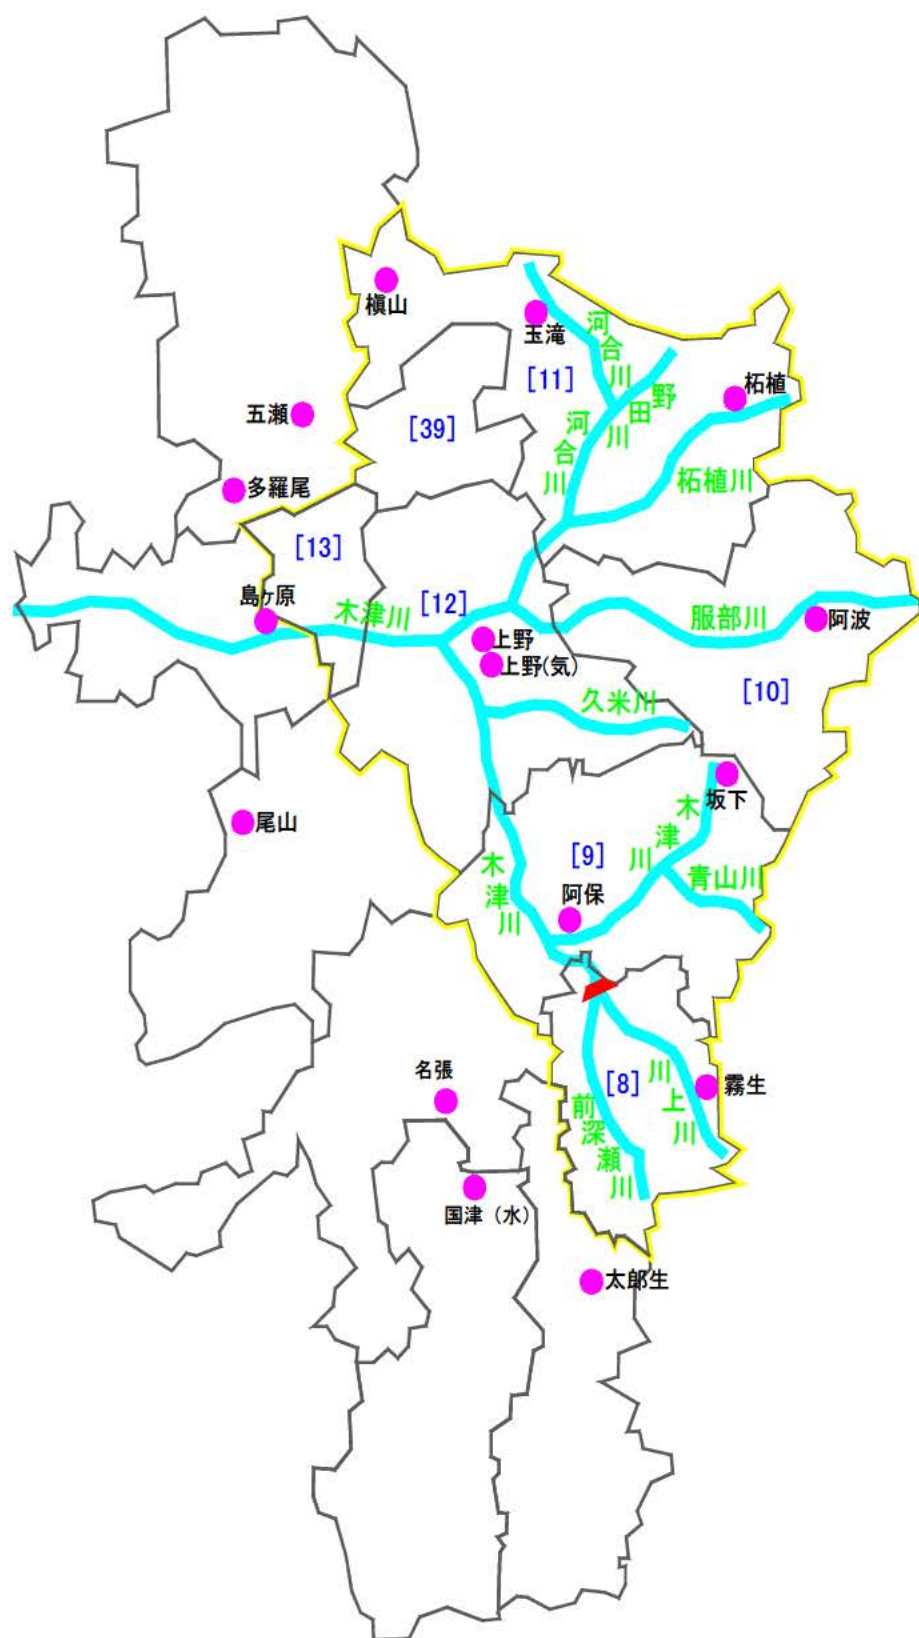 槇山
玉滝
河合川
[11]
野田川
柘植
五瀬
[39]
河合川
柘植川
多羅尾
[13]
島ヶ原
木津川
[12]
服部川
阿波
上野
上野(気)
[10]
久米川
坂下
尾山
木津川
[9]
木津川
青山川
阿保
名張
[8]
川上川
霧生
前深瀬川
国津（水）
太郎生